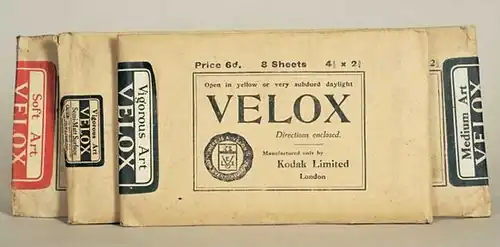 Soft Art
VELOX
Vigorous Art
VELOX
Vigorous Art
VELOX
Price 6d. 8 Sheets 4¼ × 2½
Open in yellow or very subdued daylight
VELOX
Directions enclosed.
Manufactured only by
Kodak Limited
London
Medium Art
VELOX